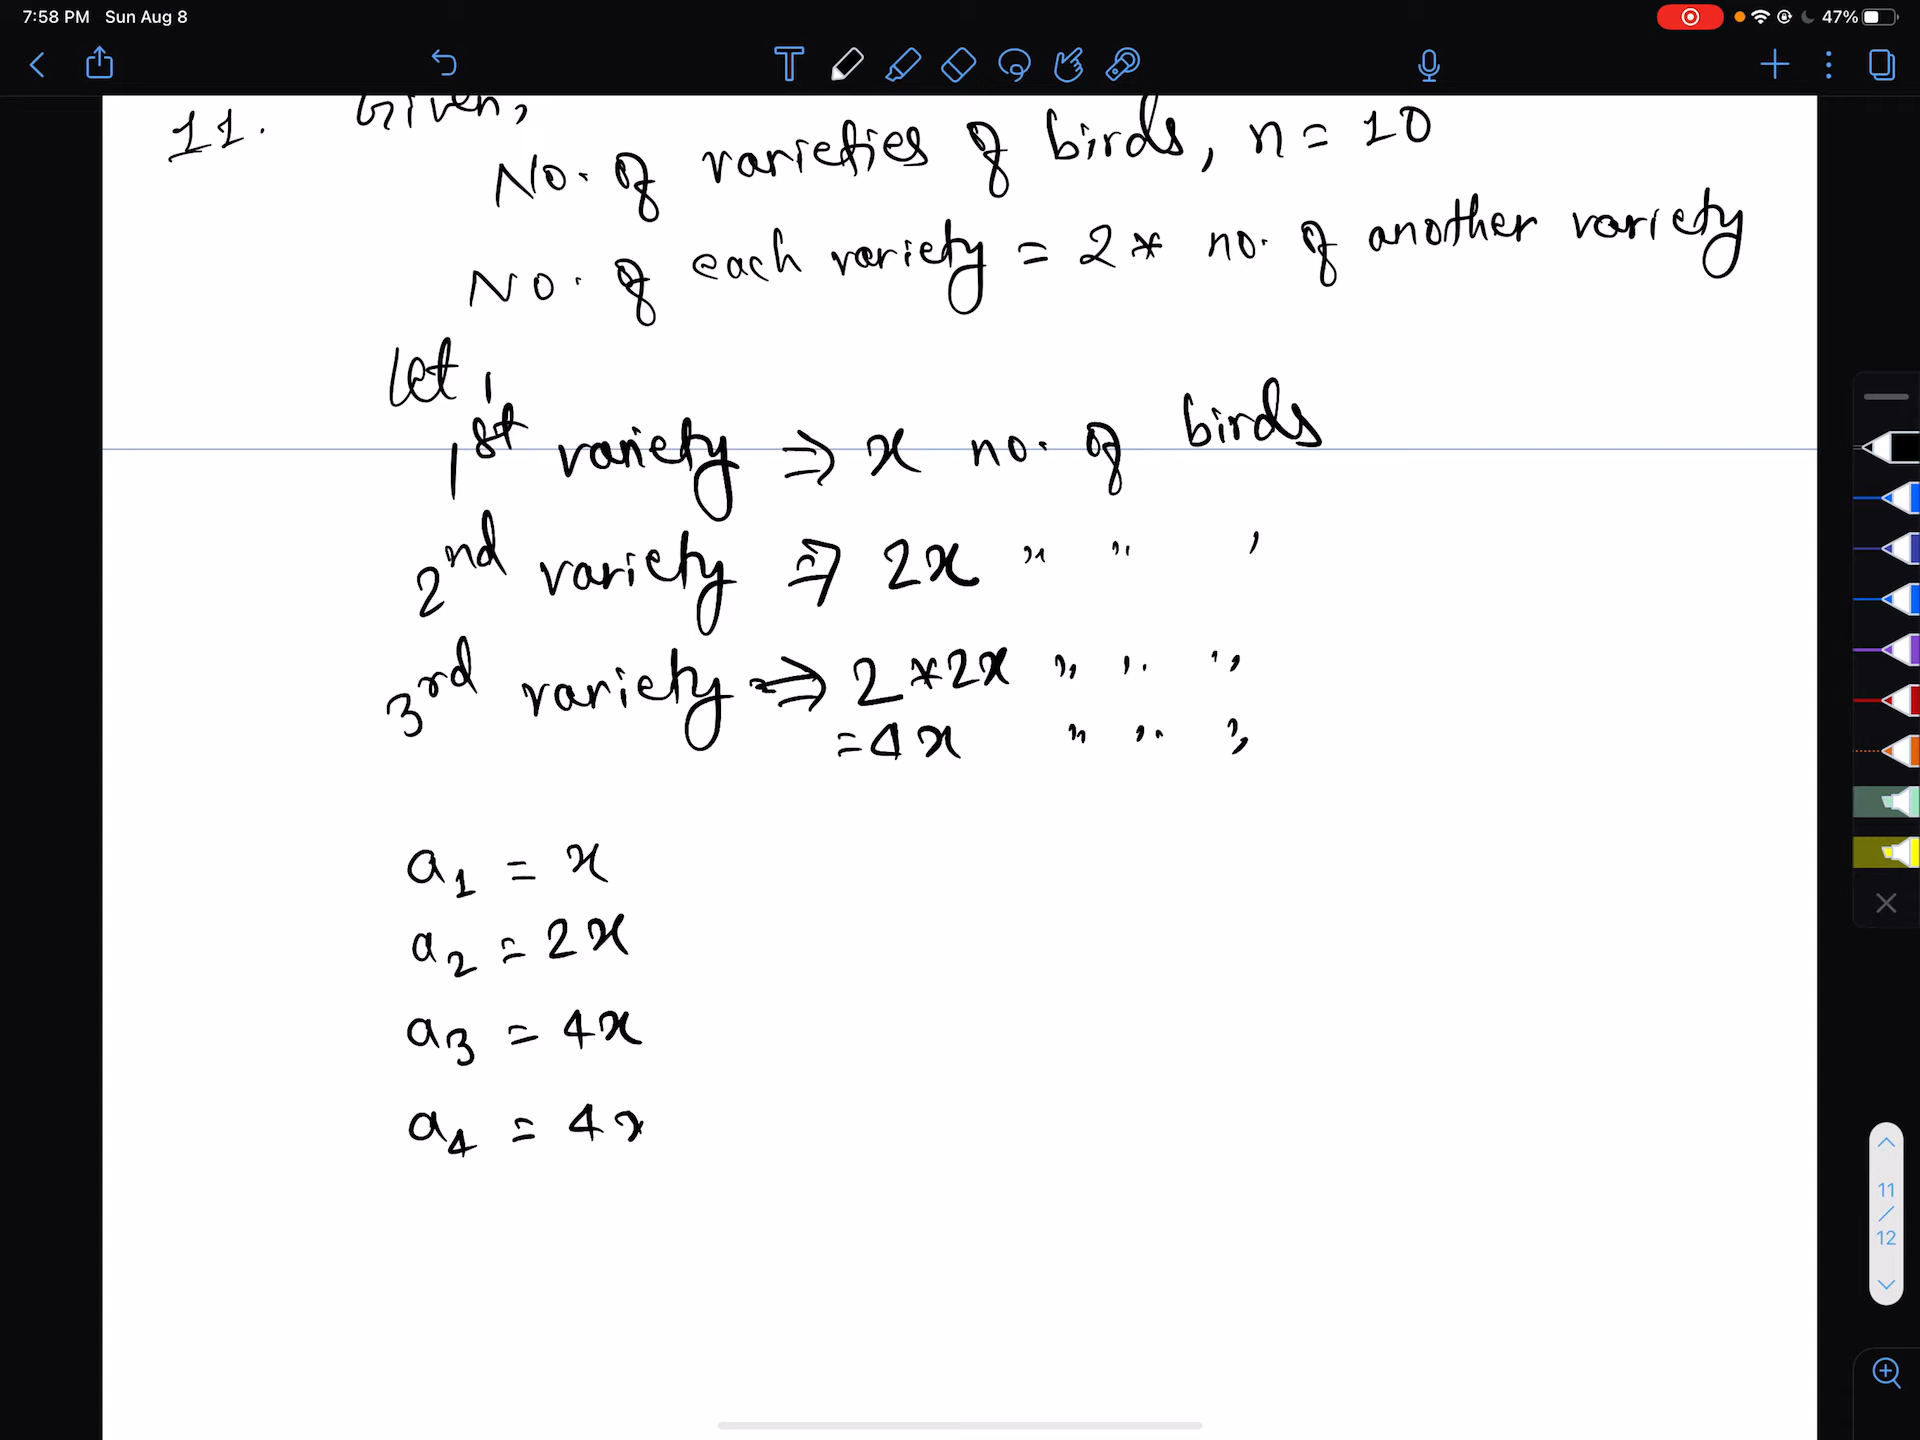 7:58 PM Sun Aug 8 47%
11. Given,
No. of varieties of birds, n = 10
No. of each variety = 2 * no. of another variety
Let,
1st variety ⇒ x no. of birds
2nd variety ⇒ 2x " " "
3rd variety ⇒ 2*2x " " "
= 4x " " "
a1 = x
a2 = 2x
a3 = 4x
a4 = 4x
11
/
12